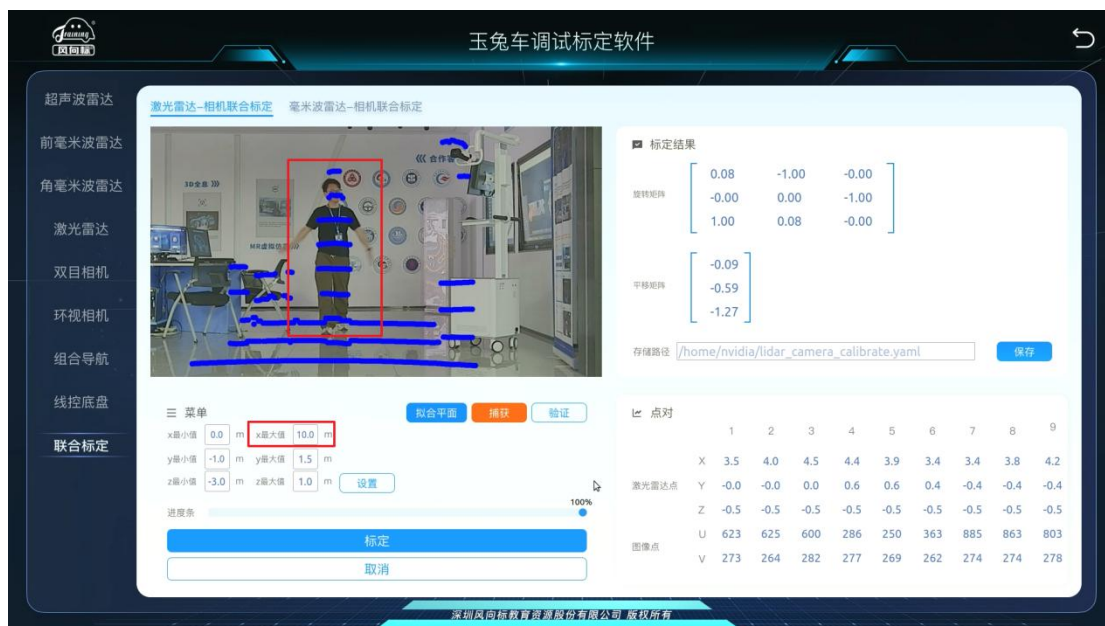 风向标
玉兔车调试标定软件
超声波雷达
前毫米波雷达
角毫米波雷达
激光雷达
双目相机
环视相机
组合导航
线控底盘
联合标定
激光雷达-相机联合标定 毫米波雷达-相机联合标定
合作
3D全息
标定结果
旋转矩阵
0.08 -1.00 -0.00
-0.00 0.00 -1.00
1.00 0.08 -0.00
平移矩阵
-0.09
-0.59
-1.27
存储路径 /home/nvidia/lidar_camera_calibrate.yaml 保存
菜单 拟合平面 捕获 验证
x最小值 0.0 m x最大值 10.0 m
y最小值 -1.0 m y最大值 1.5 m
z最小值 -3.0 m z最大值 1.0 m 设置
进度条 100%
标定
取消
点对
1 2 3 4 5 6 7 8 9
激光雷达点
X 3.5 4.0 4.5 4.4 3.9 3.4 3.4 3.8 4.2
Y -0.0 -0.0 0.0 0.6 0.6 0.4 -0.4 -0.4 -0.4
Z -0.5 -0.5 -0.5 -0.5 -0.5 -0.5 -0.5 -0.5 -0.5
图像点
U 623 625 600 286 250 363 885 863 803
V 273 264 282 277 269 262 274 274 278
深圳风向标教育资源股份有限公司 版权所有